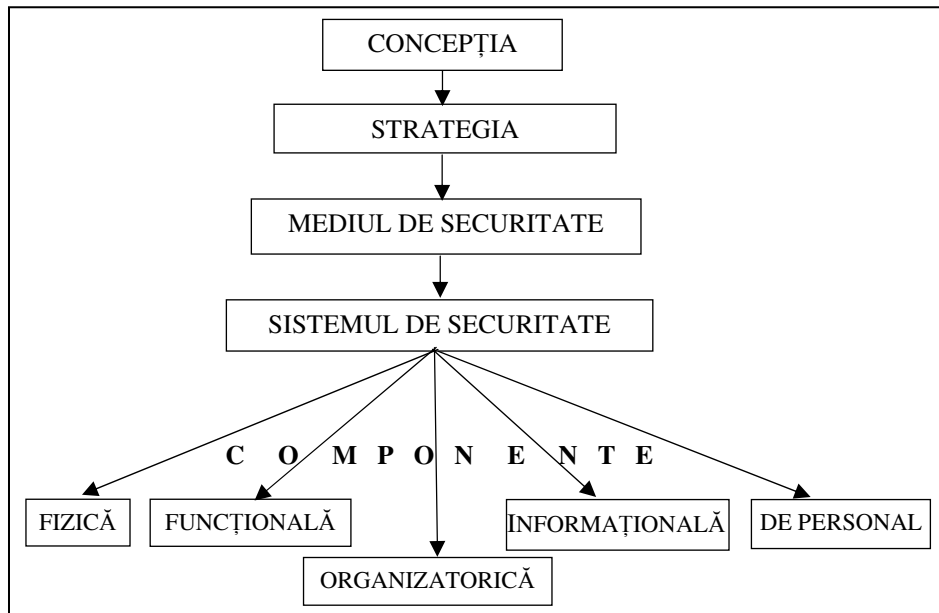 CONCEPȚIA
STRATEGIA
MEDIUL DE SECURITATE
SISTEMUL DE SECURITATE
C O M P O N E N T E
FIZICĂ
FUNCȚIONALĂ
ORGANIZATORICĂ
INFORMAȚIONALĂ
DE PERSONAL